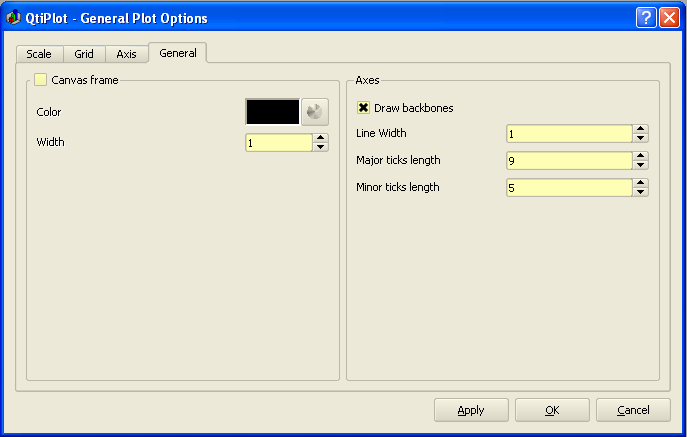 QtiPlot - General Plot Options
Scale Grid Axis General
Canvas frame
Color
Width 1
Axes
Draw backbones
Line Width 1
Major ticks length 9
Minor ticks length 5
Apply OK Cancel